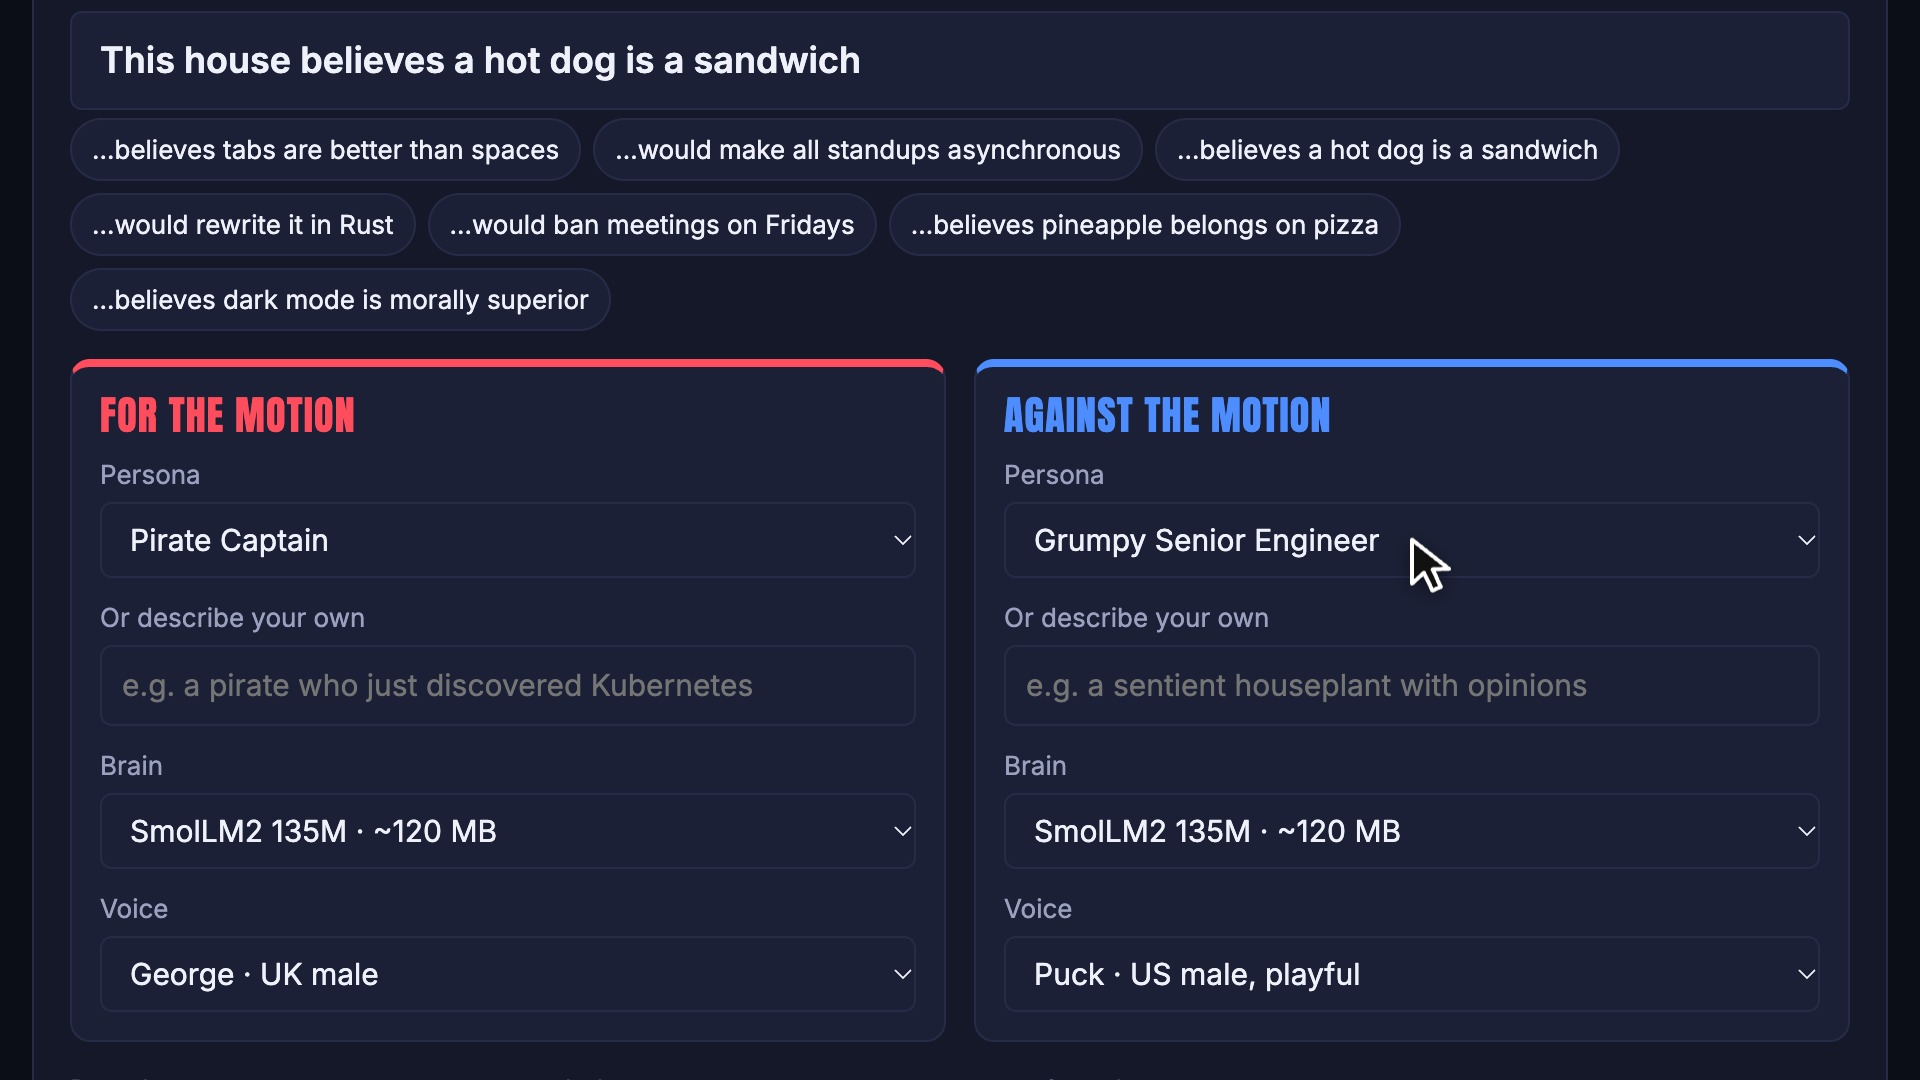 This house believes a hot dog is a sandwich
...believes tabs are better than spaces
...would make all standups asynchronous
...believes a hot dog is a sandwich
...would rewrite it in Rust
...would ban meetings on Fridays
...believes pineapple belongs on pizza
...believes dark mode is morally superior
FOR THE MOTION
Persona
Pirate Captain
Or describe your own
e.g. a pirate who just discovered Kubernetes
Brain
SmolLM2 135M · ~120 MB
Voice
George · UK male
AGAINST THE MOTION
Persona
Grumpy Senior Engineer
Or describe your own
e.g. a sentient houseplant with opinions
Brain
SmolLM2 135M · ~120 MB
Voice
Puck · US male, playful